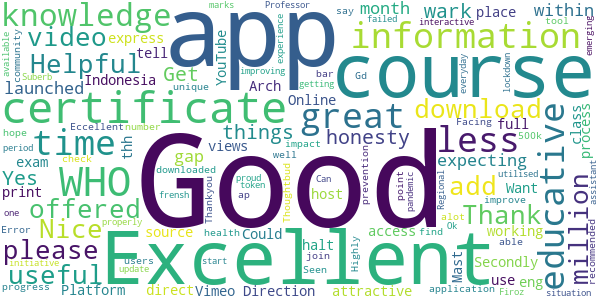 knowledge
app
month
say
marks
Professor
interactive
failed
tool
emerging
experience
work
place
within
available
community
express
video
tell
YouTube
improving
bar
getting
information
Helpful
Get
Indonesia
unique
Gd
everyday
lockdown
launched
Arch
Online
course
superb
Eccellent
number
things
great
download
process
certificate
hope
impact
honesty
Facing
full
500k
class
period
time
thh
views
less
exam
gap
well
prevention
expecting
educative
Yes
check
downloaded
Thankyou
Good
point
pandemic
Regional
Want
utilised
million
print
WHO
proud
token
Thoughtout
Can
add
improve
assistant
one
offered
frensh
ap
host
Thank
alot
Ok
Error
properly
Nice
source
health
Could
access
find
working
able
please
Excellent
halt
Highly
Mast
Secondly
initiative
users
join
Seen
application
use
eng
useful
update
start
progress
Platform
direct
Vimeo
Direction
attractive
Firoz
situation